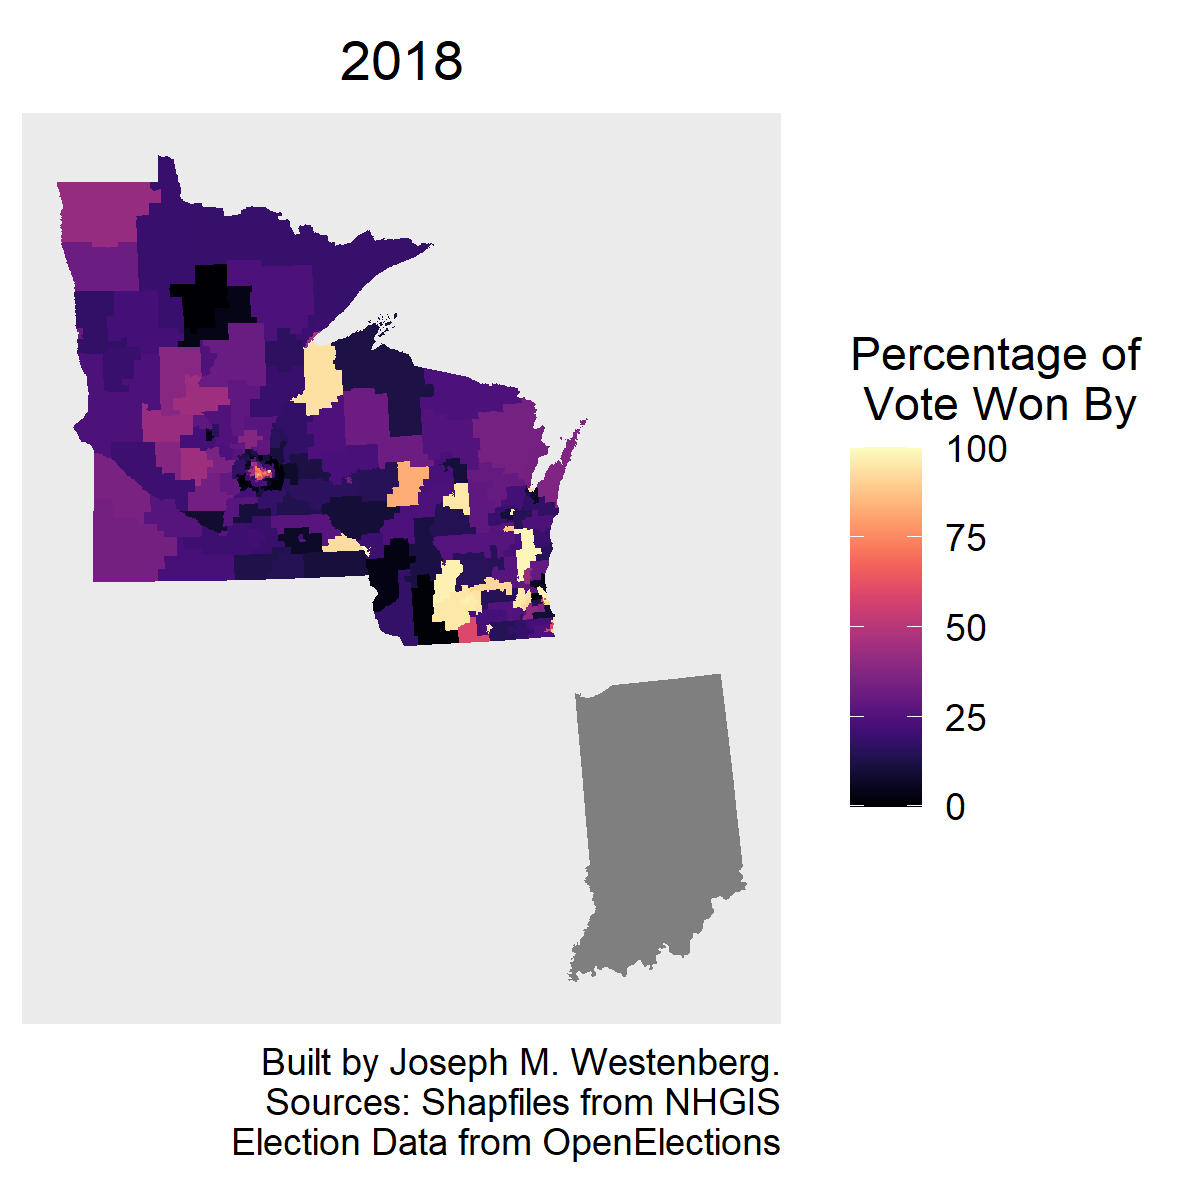 2018
Percentage of
Vote Won By
100
75
50
25
0
Built by Joseph M. Westenberg.
Sources: Shapfiles from NHGIS
Election Data from OpenElections